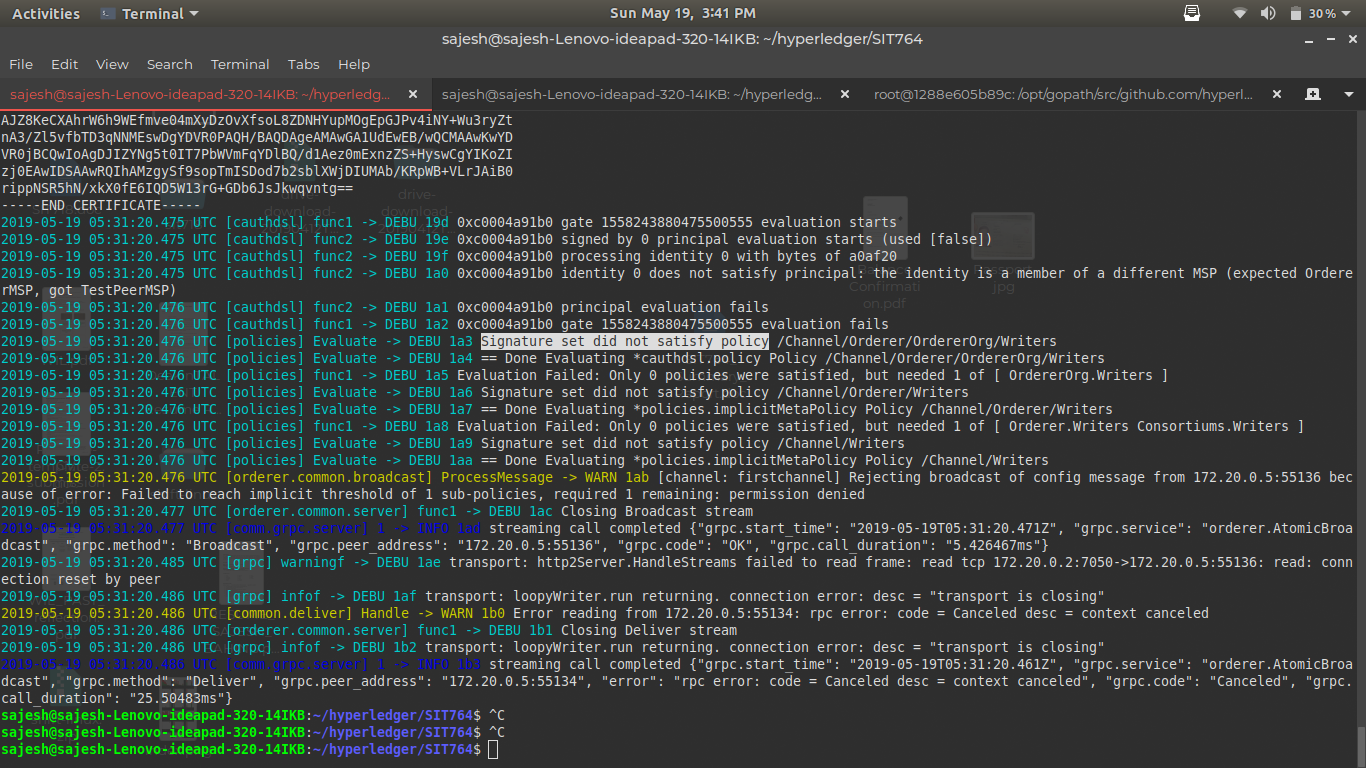 Activities Terminal Sun May 19, 3:41 PM 30%
sajesh@sajesh-Lenovo-ideapad-320-14IKB: ~/hyperledger/SIT764
File Edit View Search Terminal Tabs Help
sajesh@sajesh-Lenovo-ideapad-320-14IKB: ~/hyperledg... sajesh@sajesh-Lenovo-ideapad-320-14IKB: ~/hyperledg... root@1288e605b89c: /opt/gopath/src/github.com/hyperl...
AJZ8KeCXAhrW6h9WEfmve04mXyDzOvXfsoL8ZDNHYupMOgEpGJPv4iNY+Wu3ryZt
nA3/Zl5vfbTD3qNNMEswDgYDVR0PAQH/BAQDAgeAMAwGA1UdEwEB/wQCMAAwKwYD
VR0jBCQwIoAgDJIZYNg5t0IT7PbWVmFqYDlBQ/d1Aez0mExnzZS+HyswCgYIKoZI
zj0EAwIDSAAwRQIhAMzgySf9sopTmISDod7b2sblXWjDIUMAb/KRpWB+VLrJAiB0
rippNSR5hN/xkX0fE6IQD5W13rG+GDb6JsJkwqvntg==
-----END CERTIFICATE-----
2019-05-19 05:31:20.475 UTC [cauthdsl] func1 -> DEBU 19d 0xc0004a91b0 gate 1558243880475500555 evaluation starts
2019-05-19 05:31:20.475 UTC [cauthdsl] func2 -> DEBU 19e 0xc0004a91b0 signed by 0 principal evaluation starts (used [false])
2019-05-19 05:31:20.475 UTC [cauthdsl] func2 -> DEBU 19f 0xc0004a91b0 processing identity 0 with bytes of a0af20
2019-05-19 05:31:20.475 UTC [cauthdsl] func2 -> DEBU 1a0 0xc0004a91b0 identity 0 does not satisfy principal: the identity is a member of a different MSP (expected Ordere
rMSP, got TestPeerMSP)
2019-05-19 05:31:20.476 UTC [cauthdsl] func2 -> DEBU 1a1 0xc0004a91b0 principal evaluation fails
2019-05-19 05:31:20.476 UTC [cauthdsl] func1 -> DEBU 1a2 0xc0004a91b0 gate 1558243880475500555 evaluation fails
2019-05-19 05:31:20.476 UTC [policies] Evaluate -> DEBU 1a3 Signature set did not satisfy policy /Channel/Orderer/OrdererOrg/Writers
2019-05-19 05:31:20.476 UTC [policies] Evaluate -> DEBU 1a4 == Done Evaluating *cauthdsl.policy Policy /Channel/Orderer/OrdererOrg/Writers
2019-05-19 05:31:20.476 UTC [policies] func1 -> DEBU 1a5 Evaluation Failed: Only 0 policies were satisfied, but needed 1 of [ OrdererOrg.Writers ]
2019-05-19 05:31:20.476 UTC [policies] Evaluate -> DEBU 1a6 Signature set did not satisfy policy /Channel/Orderer/Writers
2019-05-19 05:31:20.476 UTC [policies] Evaluate -> DEBU 1a7 == Done Evaluating *policies.implicitMetaPolicy Policy /Channel/Orderer/Writers
2019-05-19 05:31:20.476 UTC [policies] func1 -> DEBU 1a8 Evaluation Failed: Only 0 policies were satisfied, but needed 1 of [ Orderer.Writers Consortiums.Writers ]
2019-05-19 05:31:20.476 UTC [policies] Evaluate -> DEBU 1a9 Signature set did not satisfy policy /Channel/Writers
2019-05-19 05:31:20.476 UTC [policies] Evaluate -> DEBU 1aa == Done Evaluating *policies.implicitMetaPolicy Policy /Channel/Writers
2019-05-19 05:31:20.476 UTC [orderer.common.broadcast] ProcessMessage -> WARN 1ab [channel: firstchannel] Rejecting broadcast of config message from 172.20.0.5:55136 bec
ause of error: Failed to reach implicit threshold of 1 sub-policies, required 1 remaining: permission denied
2019-05-19 05:31:20.477 UTC [orderer.common.server] func1 -> DEBU 1ac Closing Broadcast stream
2019-05-19 05:31:20.477 UTC [comm.grpc.server] 1 -> INFO 1ad streaming call completed {"grpc.start_time": "2019-05-19T05:31:20.471Z", "grpc.service": "orderer.AtomicBroa
dcast", "grpc.method": "Broadcast", "grpc.peer_address": "172.20.0.5:55136", "grpc.code": "OK", "grpc.call_duration": "5.426467ms"}
2019-05-19 05:31:20.485 UTC [grpc] warningf -> DEBU 1ae transport: http2Server.HandleStreams failed to read frame: read tcp 172.20.0.2:7050->172.20.0.5:55136: read: conn
ection reset by peer
2019-05-19 05:31:20.486 UTC [grpc] infof -> DEBU 1af transport: loopyWriter.run returning. connection error: desc = "transport is closing"
2019-05-19 05:31:20.486 UTC [common.deliver] Handle -> WARN 1b0 Error reading from 172.20.0.5:55134: rpc error: code = Canceled desc = context canceled
2019-05-19 05:31:20.486 UTC [orderer.common.server] func1 -> DEBU 1b1 Closing Deliver stream
2019-05-19 05:31:20.486 UTC [grpc] infof -> DEBU 1b2 transport: loopyWriter.run returning. connection error: desc = "transport is closing"
2019-05-19 05:31:20.486 UTC [comm.grpc.server] 1 -> INFO 1b3 streaming call completed {"grpc.start_time": "2019-05-19T05:31:20.461Z", "grpc.service": "orderer.AtomicBroa
dcast", "grpc.method": "Deliver", "grpc.peer_address": "172.20.0.5:55134", "error": "rpc error: code = Canceled desc = context canceled", "grpc.code": "Canceled", "grpc.
call_duration": "25.50483ms"}
sajesh@sajesh-Lenovo-ideapad-320-14IKB:~/hyperledger/SIT764$ ^C
sajesh@sajesh-Lenovo-ideapad-320-14IKB:~/hyperledger/SIT764$ ^C
sajesh@sajesh-Lenovo-ideapad-320-14IKB:~/hyperledger/SIT764$